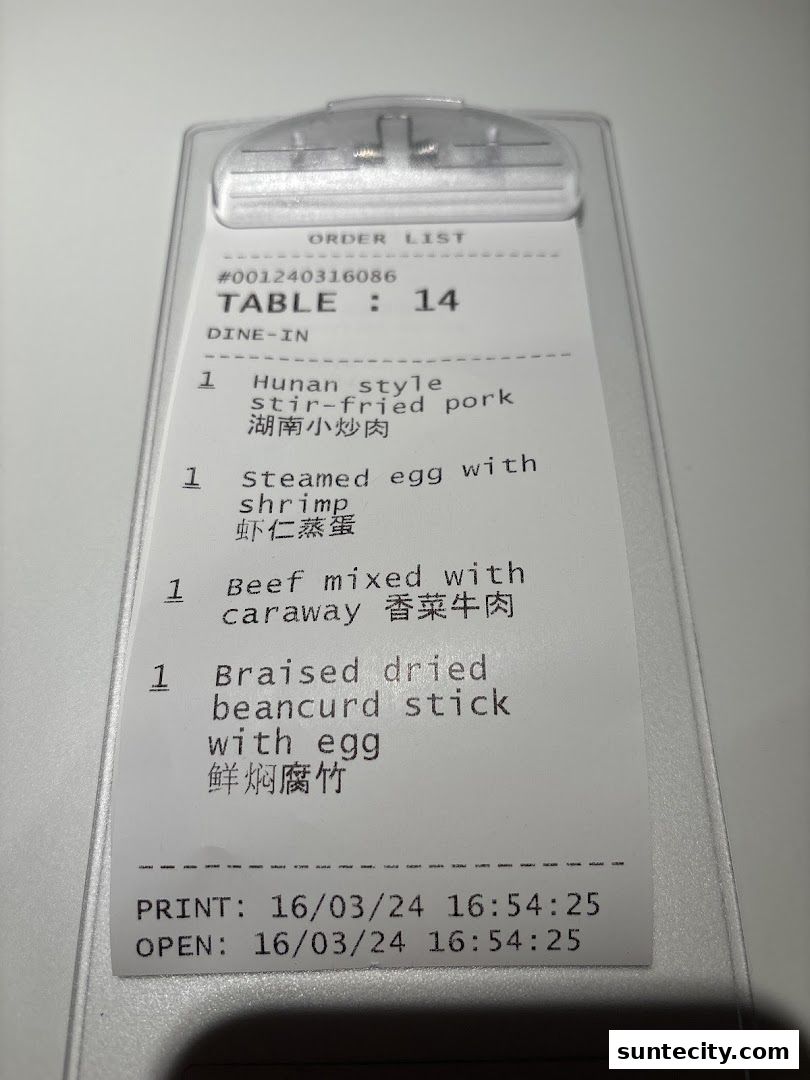 ORDER LIST
#001240316086
TABLE : 14
DINE-IN
1 Hunan style
stir-fried pork
湖南小炒肉
1 Steamed egg with
shrimp
虾仁蒸蛋
1 Beef mixed with
caraway 香菜牛肉
1 Braised dried
beancurd stick
with egg
鲜焖腐竹
PRINT: 16/03/24 16:54:25
OPEN: 16/03/24 16:54:25
suntecity.com